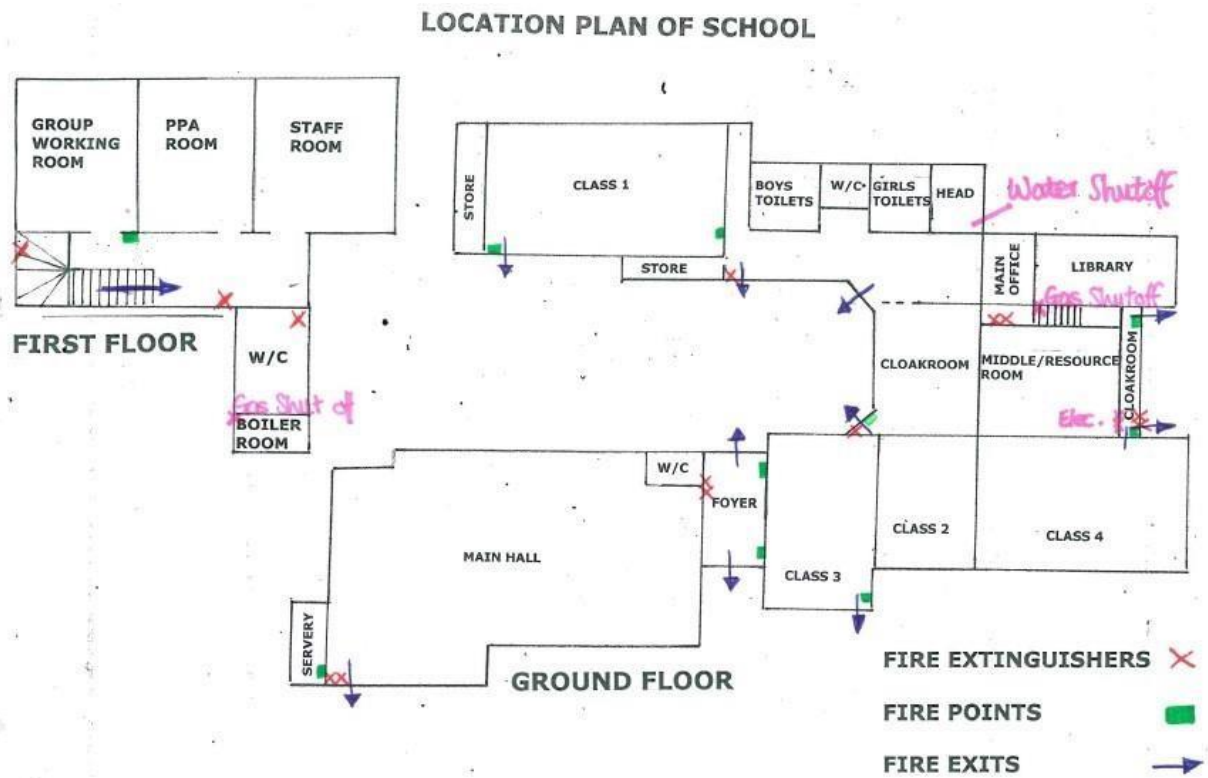 LOCATION PLAN OF SCHOOL
GROUP
WORKING
ROOM
PPA
ROOM
STAFF
ROOM
FIRST FLOOR
W/C
Gas Shut of
BOILER
ROOM
STORE
CLASS 1
STORE
BOYS
TOILETS
W/C
GIRLS
TOILETS
HEAD
Water Shutoff
MAIN
OFFICE
LIBRARY
Gas Shutoff
CLOAKROOM
MIDDLE/RESOURCE
ROOM
CLOAKROOM
Elec.
W/C
FOYER
MAIN HALL
CLASS 3
CLASS 2
CLASS 4
SERVERY
GROUND FLOOR
FIRE EXTINGUISHERS
FIRE POINTS
FIRE EXITS